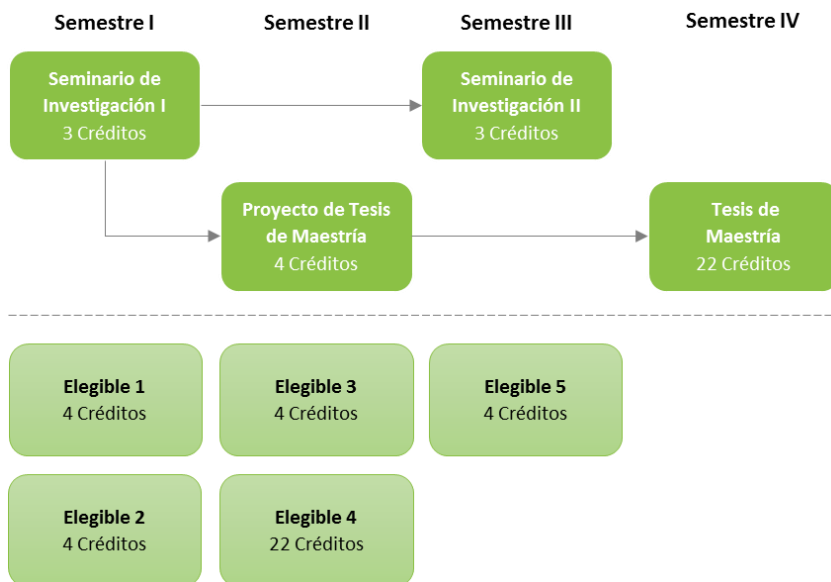 Semestre I
Semestre II
Semestre III
Semestre IV
Seminario de
Investigación I
3 Créditos
Seminario de
Investigación II
3 Créditos
Proyecto de Tesis
de Maestría
4 Créditos
Tesis de
Maestría
22 Créditos
Elegible 1
4 Créditos
Elegible 3
4 Créditos
Elegible 5
4 Créditos
Elegible 2
4 Créditos
Elegible 4
22 Créditos